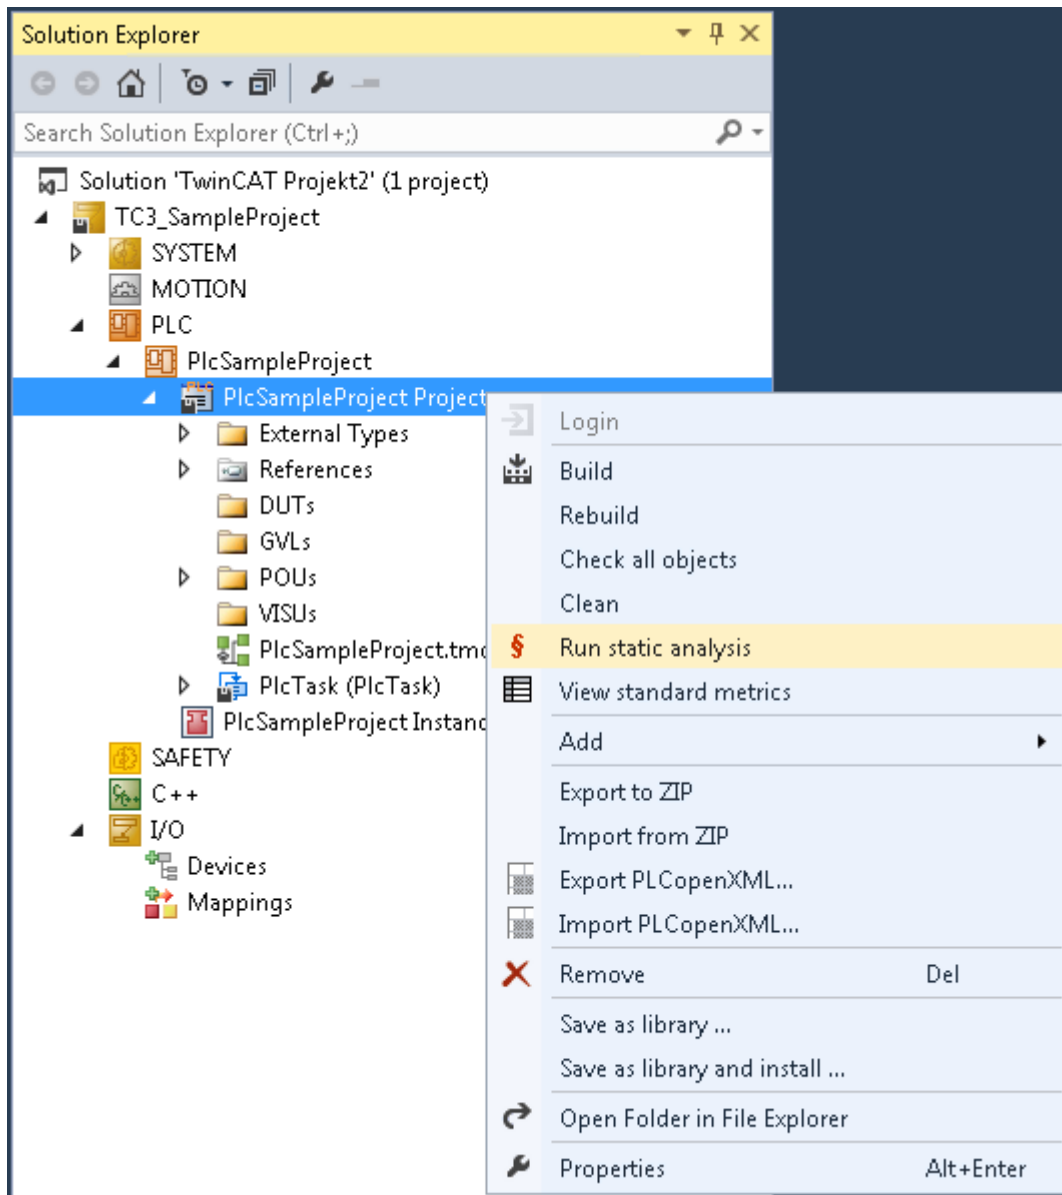 Solution Explorer
Search Solution Explorer (Ctrl+;)
Solution 'TwinCAT Projekt2' (1 project)
TC3_SampleProject
SYSTEM
MOTION
PLC
PlcSampleProject
PlcSampleProject Project
External Types
References
DUTs
GVLs
POUs
VISUs
PlcSampleProject.tmc
PlcTask (PlcTask)
PlcSampleProject Instanc
SAFETY
C++
I/O
Devices
Mappings
Login
Build
Rebuild
Check all objects
Clean
§ Run static analysis
View standard metrics
Add
Export to ZIP
Import from ZIP
Export PLCopenXML...
Import PLCopenXML...
Remove Del
Save as library ...
Save as library and install ...
Open Folder in File Explorer
Properties Alt+Enter